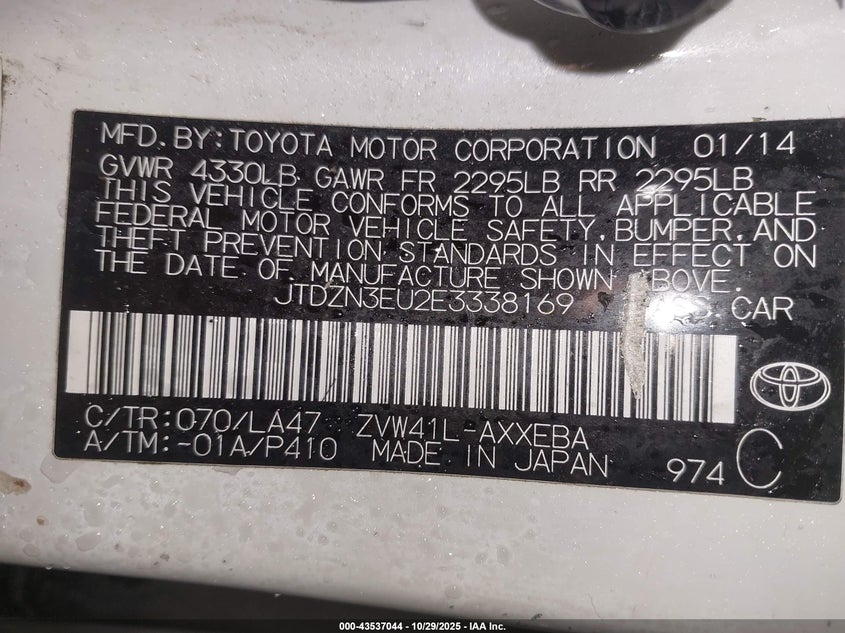 MFD. BY: TOYOTA MOTOR CORPORATION 01/14
GVWR 4330LB GAWR FR 2295LB RR 2295LB
THIS VEHICLE CONFORMS TO ALL APPLICABLE
FEDERAL MOTOR VEHICLE SAFETY, BUMPER, AND
THEFT PREVENTION STANDARDS IN EFFECT ON
THE DATE OF MANUFACTURE SHOWN ABOVE.
JTDZN3EU2E3338169 CAR
C/TR: 070/LA47 ZVW41L-AXXEBA
A/TM: -01A/P410 MADE IN JAPAN 974 C
000-43537044 | 10/29/2025 - IAA Inc.